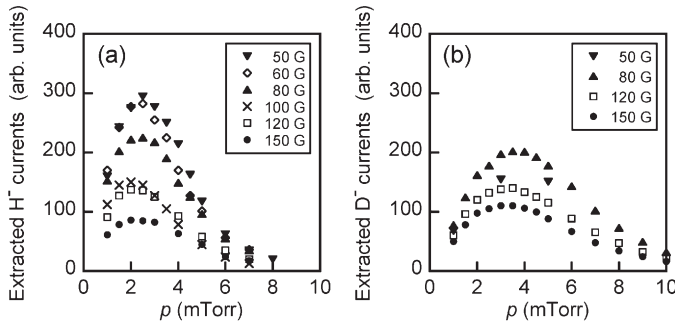 Extracted H⁻ currents (arb. units)
400
300
200
100
0
(a)
50 G
60 G
80 G
100 G
120 G
150 G
0 2 4 6 8 10
p (mTorr)
Extracted D⁻ currents (arb. units)
400
300
200
100
0
(b)
50 G
80 G
120 G
150 G
0 2 4 6 8 10
p (mTorr)